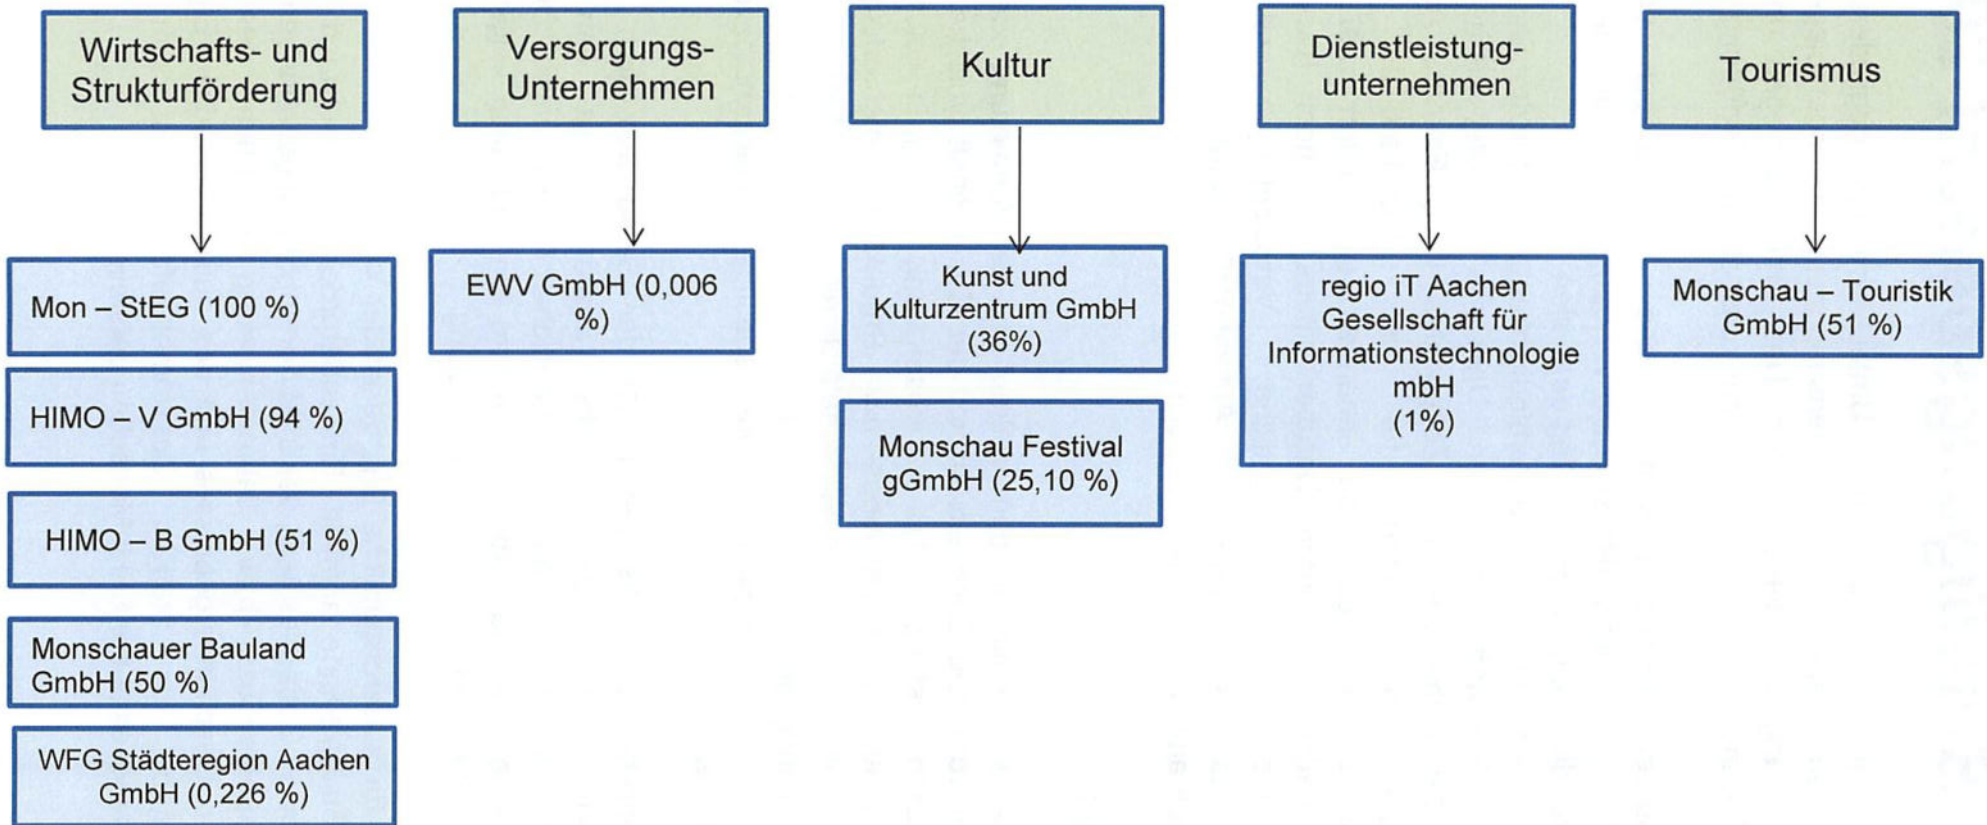 Wirtschafts- und
Strukturförderung
Mon – StEG (100 %)
HIMO – V GmbH (94 %)
HIMO – B GmbH (51 %)
Monschauer Bauland
GmbH (50 %)
WFG Städteregion Aachen
GmbH (0,226 %)
Versorgungs-
Unternehmen
EWV GmbH (0,006
%)
Kultur
Kunst und
Kulturzentrum GmbH
(36%)
Monschau Festival
gGmbH (25,10 %)
Dienstleistung-
unternehmen
regio iT Aachen
Gesellschaft für
Informationstechnologie
mbH
(1%)
Tourismus
Monschau – Touristik
GmbH (51 %)